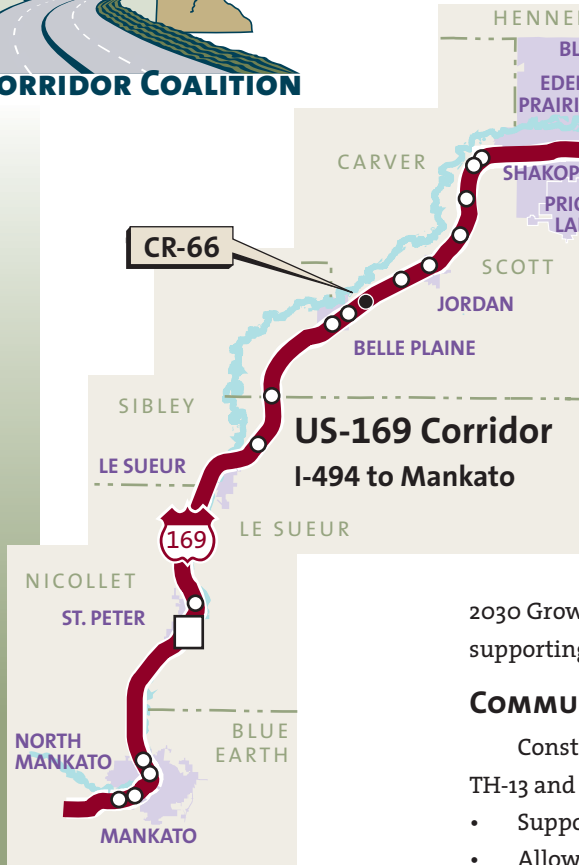 ORRIDOR COALITION
HENNE
BL
EDE
PRAIRI
CARVER
SHAKOP
PRIO
LA
CR-66
SCOTT
JORDAN
BELLE PLAINE
SIBLEY
US-169 Corridor
I-494 to Mankato
LE SUEUR
LE SUEUR
169
NICOLLET
ST. PETER
2030 Grow
supporting
COMMU
Const
TH-13 and
• Suppo
• Allow
BLUE
EARTH
NORTH
MANKATO
MANKATO